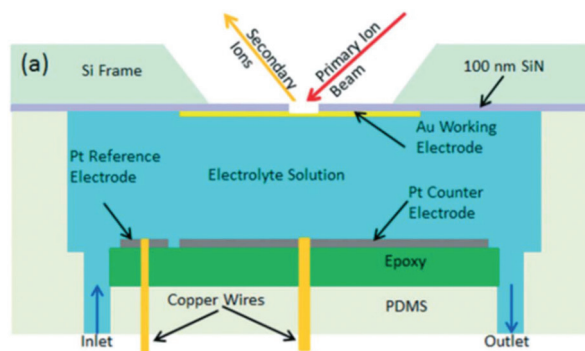 (a)
Si Frame
Secondary
Ions
Primary Ion
Beam
100 nm SiN
Au Working
Electrode
Pt Reference
Electrode
Electrolyte Solution
Pt Counter
Electrode
Epoxy
Copper Wires
PDMS
Inlet
Outlet